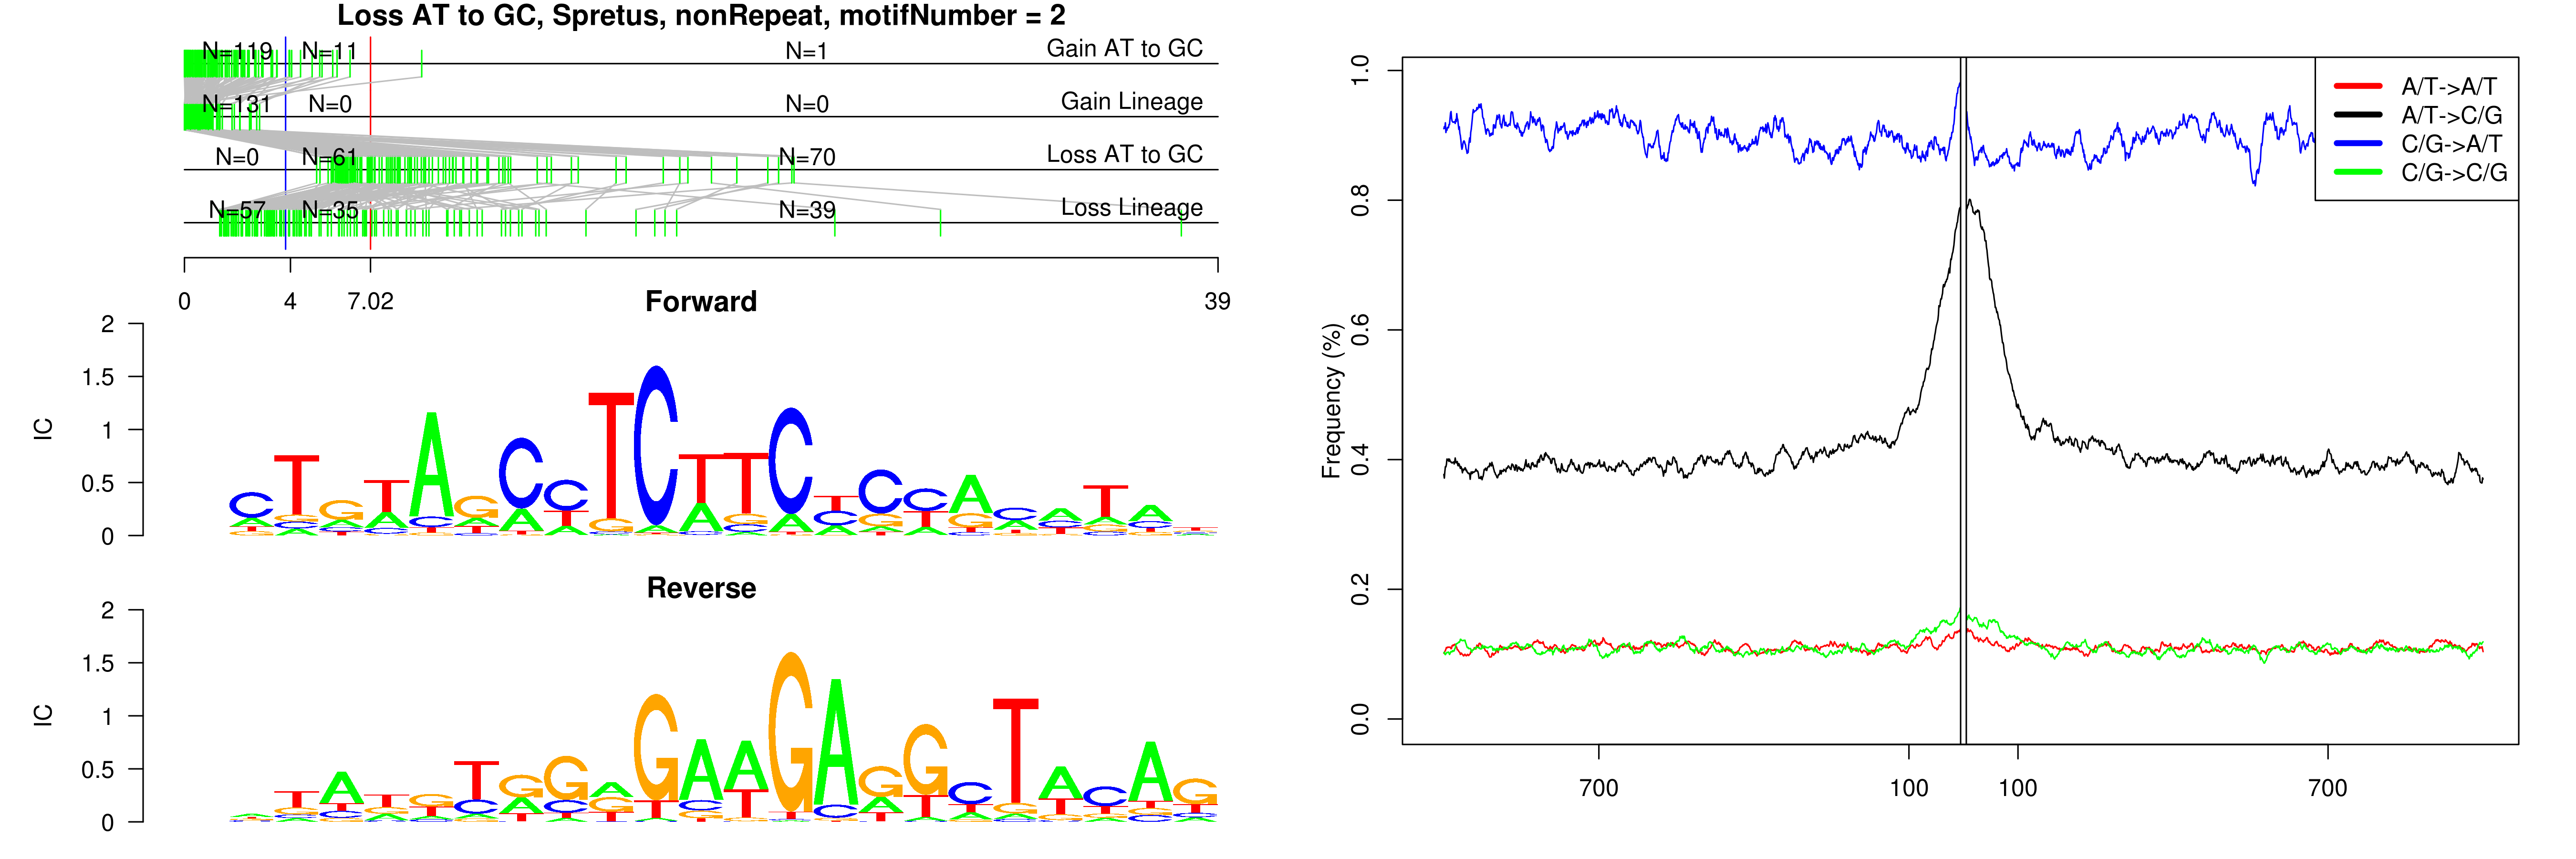 Loss AT to GC, Spretus, nonRepeat, motifNumber = 2
N=119 N=11 N=1 Gain AT to GC
N=131 N=0 N=0 Gain Lineage
N=0 N=61 N=70 Loss AT to GC
N=57 N=35 N=39 Loss Lineage
0 4 7.02 39
Forward
IC
2
1.5
1
0.5
0
Reverse
IC
2
1.5
1
0.5
0
Frequency (%)
1.0
0.8
0.6
0.4
0.2
0.0
700 100 100 700
A/T->A/T
A/T->C/G
C/G->A/T
C/G->C/G